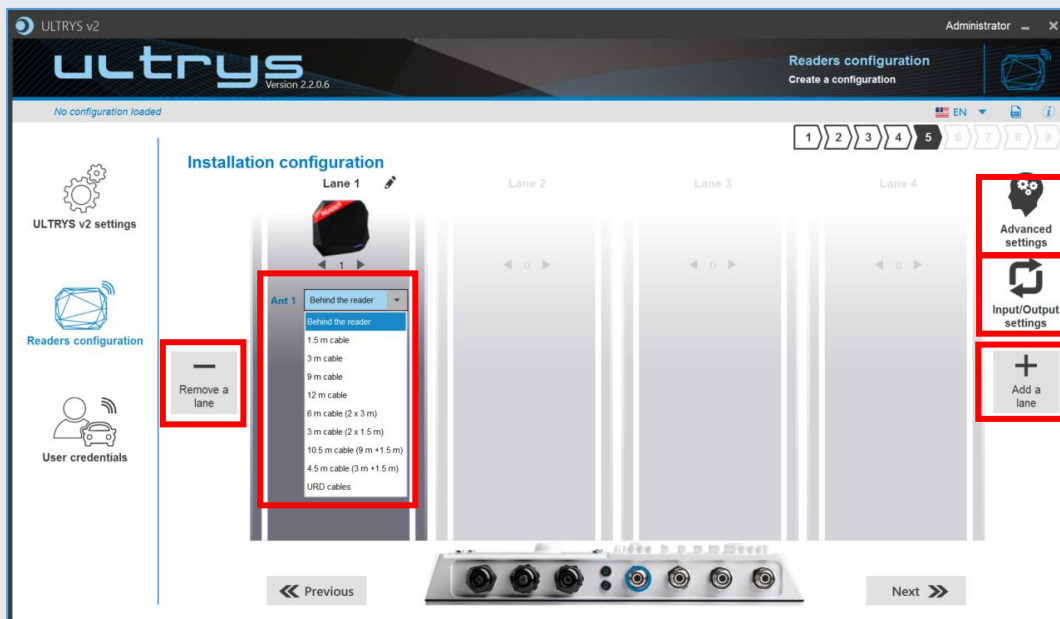 ULTRYS v2
Administrator
ultrys
Version 2.2.0.6
Readers configuration
Create a configuration
No configuration loaded
EN
1 2 3 4 5 6 7 8 9
Installation configuration
Lane 1 Lane 2 Lane 3 Lane 4
READER
1 0 0 0
ULTRYS v2 settings
Readers configuration
User credentials
Remove a
lane
Ant 1 Behind the reader
Behind the reader
1.5 m cable
3 m cable
9 m cable
12 m cable
6 m cable (2 x 3 m)
3 m cable (2 x 1.5 m)
10.5 m cable (9 m +1.5 m)
4.5 m cable (3 m +1.5 m)
URD cables
Advanced
settings
Input/Output
settings
Add a
lane
Previous
Next